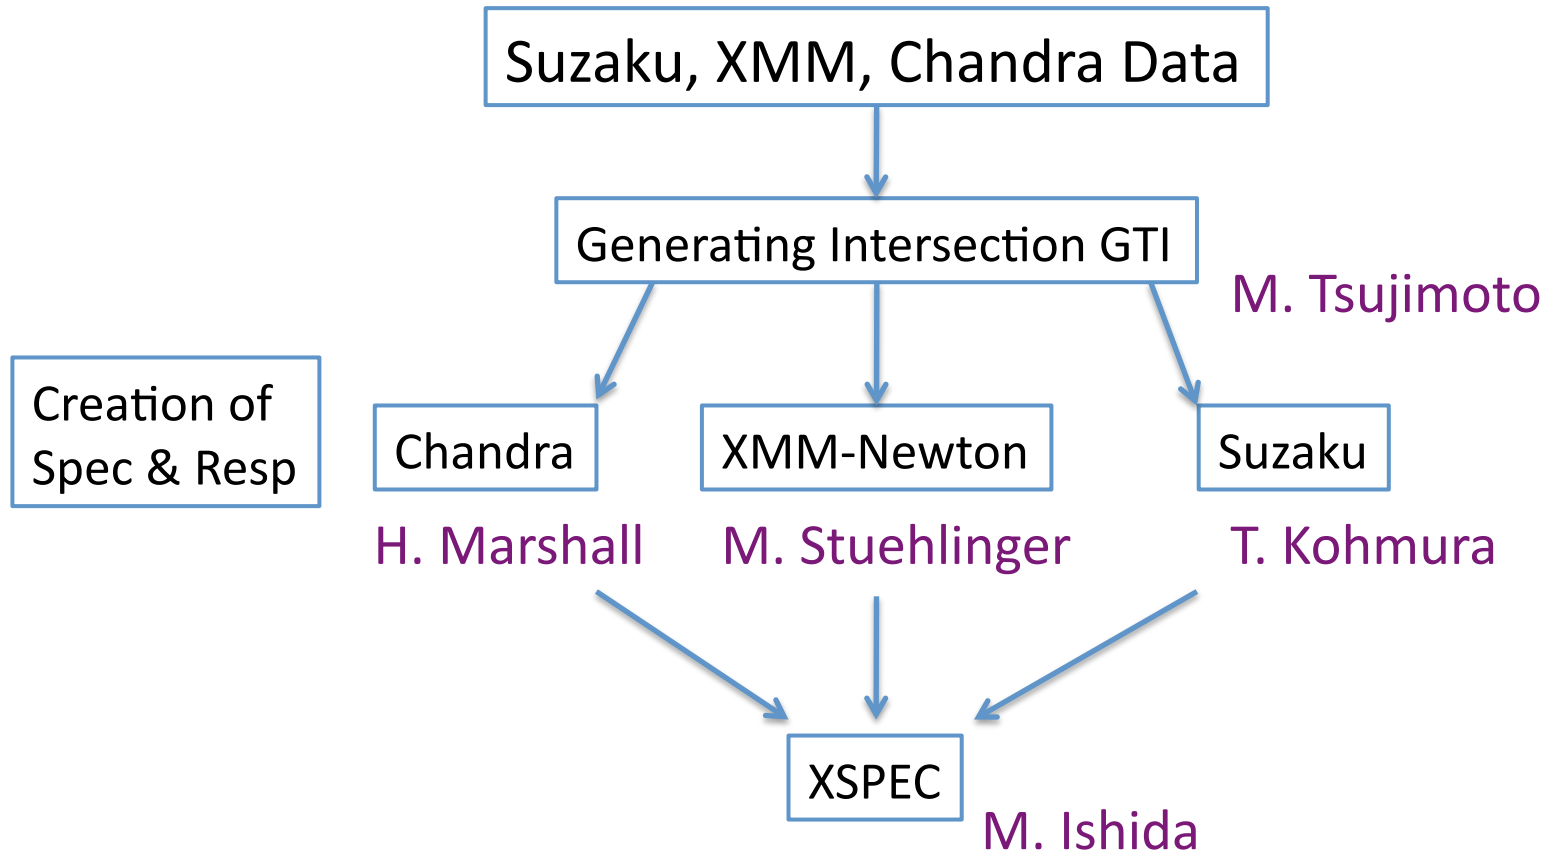 Suzaku, XMM, Chandra Data
Generating Intersection GTI
M. Tsujimoto
Creation of
Spec & Resp
Chandra
XMM-Newton
Suzaku
H. Marshall
M. Stuehlinger
T. Kohmura
XSPEC
M. Ishida